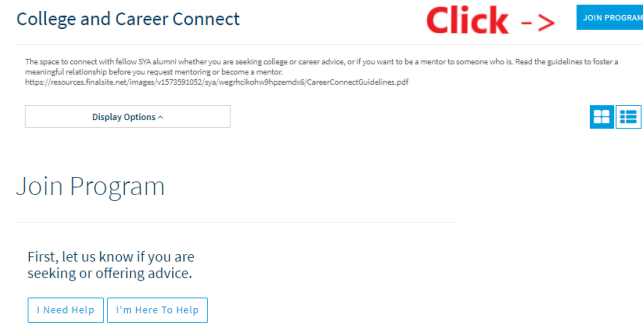 College and Career Connect
Click ->
JOIN PROGRAM
The space to connect with fellow SYA alumni whether you are seeking college or career advice, or if you want to be a mentor to someone who is. Read the guidelines to foster a
meaningful relationship before you request mentoring or become a mentor.
https://resources.finalsite.net/images/v1573591052/sya/wegrhcikohw9hpzemdx6/CareerConnectGuidelines.pdf
Display Options ^
Join Program
First, let us know if you are
seeking or offering advice.
I Need Help
I'm Here To Help